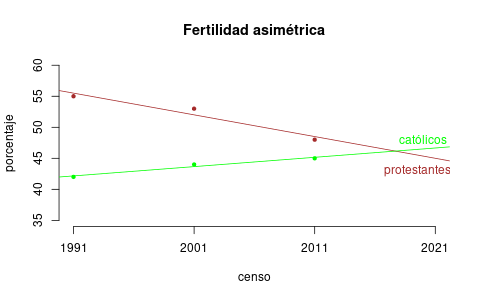 Fertilidad asimétrica
porcentaje
60
55
50
45
40
35
católicos
protestantes
1991
2001
2011
2021
censo